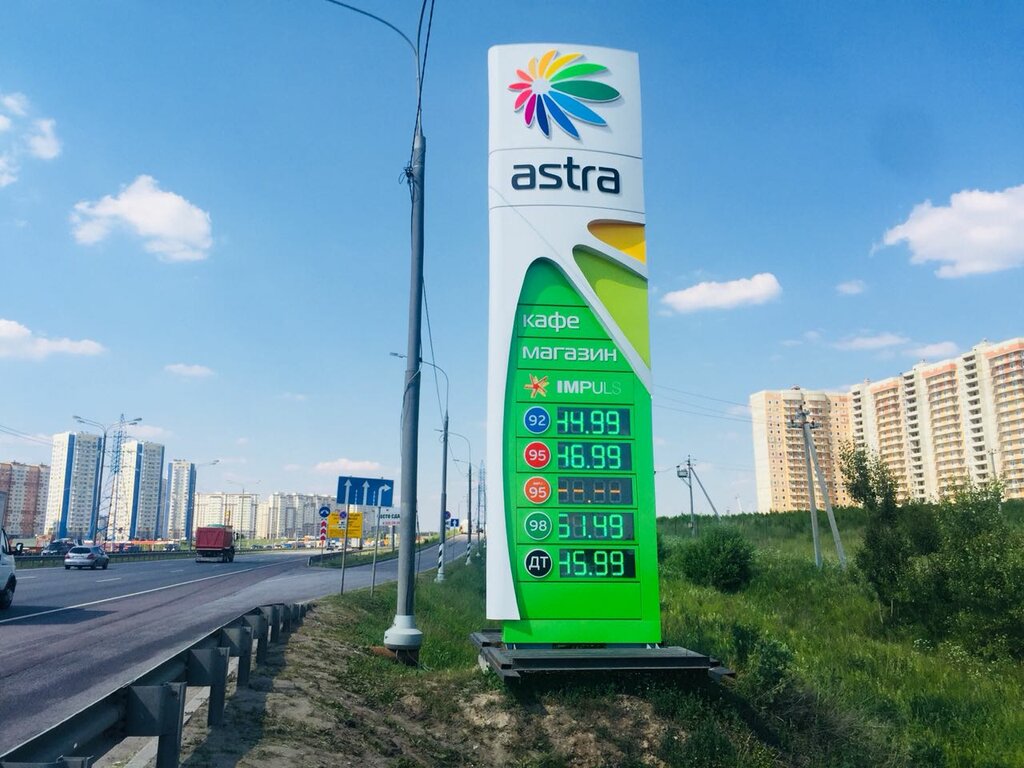 astra
кафе
магазин
IMPULS
92 44.99
95 46.99
95
98 51.49
ДТ 45.99